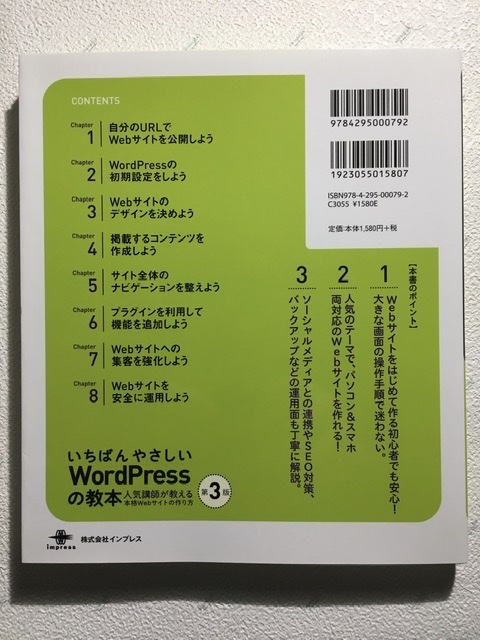 CONTENTS
Chapter 1
自分のURLで
Webサイトを公開しよう
Chapter 2
WordPressの
初期設定をしよう
Chapter 3
Webサイトの
デザインを決めよう
Chapter 4
掲載するコンテンツを
作成しよう
Chapter 5
サイト全体の
ナビゲーションを整えよう
Chapter 6
プラグインを利用して
機能を追加しよう
Chapter 7
Webサイトへの
集客を強化しよう
Chapter 8
Webサイトを
安全に運用しよう
9784295000792
1923055015807
ISBN978-4-295-00079-2
C3055 ¥1580E
定価:本体1,580円+税
【本書のポイント】
1
Webサイトをはじめて作る初心者でも安心!
大きな画面の操作手順で迷わない。
2
人気のテーマで、パソコン&スマホ
両対応のWebサイトを作れる!
3
ソーシャルメディアとの連携やSEO対策、
バックアップなどの運用面も丁寧に解説。
いちばんやさしい
WordPress
の教本
人気講師が教える
本格Webサイトの作り方
第3版
impress
株式会社インプレス